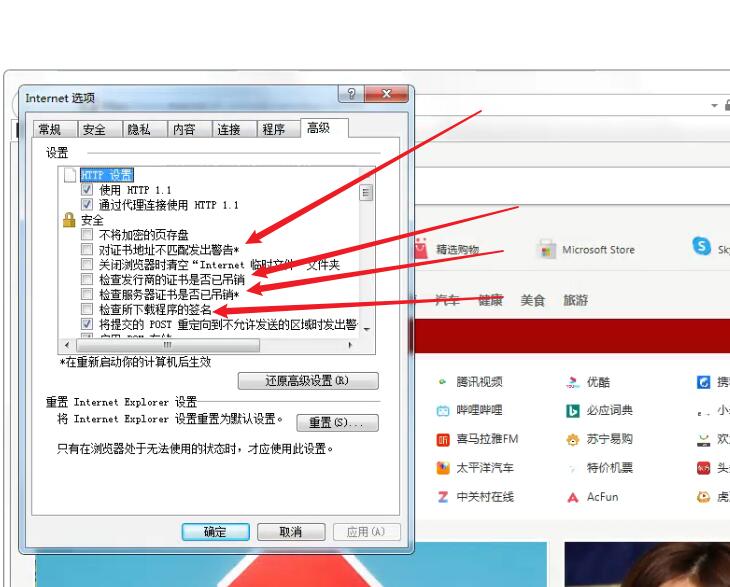 Internet 选项
常规 安全 隐私 内容 连接 程序 高级
设置
HTTP 设置
使用 HTTP 1.1
通过代理连接使用 HTTP 1.1
安全
不将加密的页存盘
对证书地址不匹配发出警告*
关闭浏览器时清空“Internet 临时文件” 文件夹
检查发行商的证书是否已吊销
检查服务器证书是否已吊销*
检查所下载程序的签名
将提交的 POST 重定向到不允许发送的区域时发出警
*在重新启动你的计算机后生效
还原高级设置(R)
重置 Internet Explorer 设置
将 Internet Explorer 设置重置为默认设置。
重置(S)...
只有在浏览器处于无法使用的状态时，才应使用此设置。
确定 取消 应用(A)
精选购物 Microsoft Store Sk
汽车 健康 美食 旅游
腾讯视频 优酷 携
哔哩哔哩 必应词典 小
喜马拉雅FM 苏宁易购 欢
太平洋汽车 特价机票 头
中关村在线 AcFun 虎